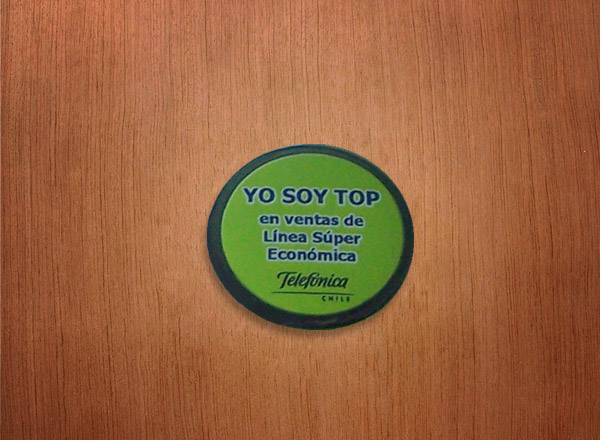 YO SOY TOP
en ventas de
Línea Súper
Económica
Telefónica
CHILE